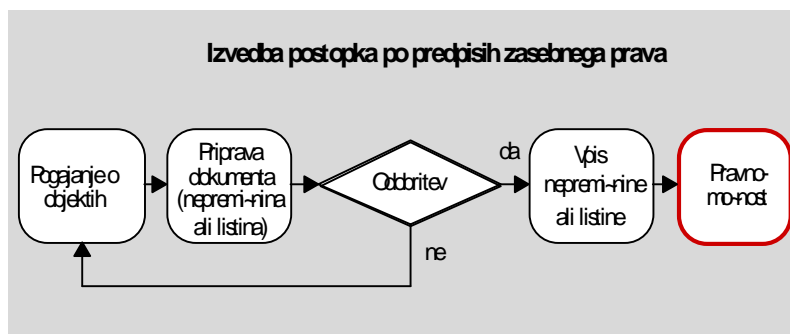 Izvedba postopka po predpisih zasebnega prava
Pogajanje o
objektih
Priprava
dokumenta
(nepremi-nina
ali listina)
Odobritev
da
ne
Vpis
nepremi-nine
ali listine
Pravno-
mo-nost